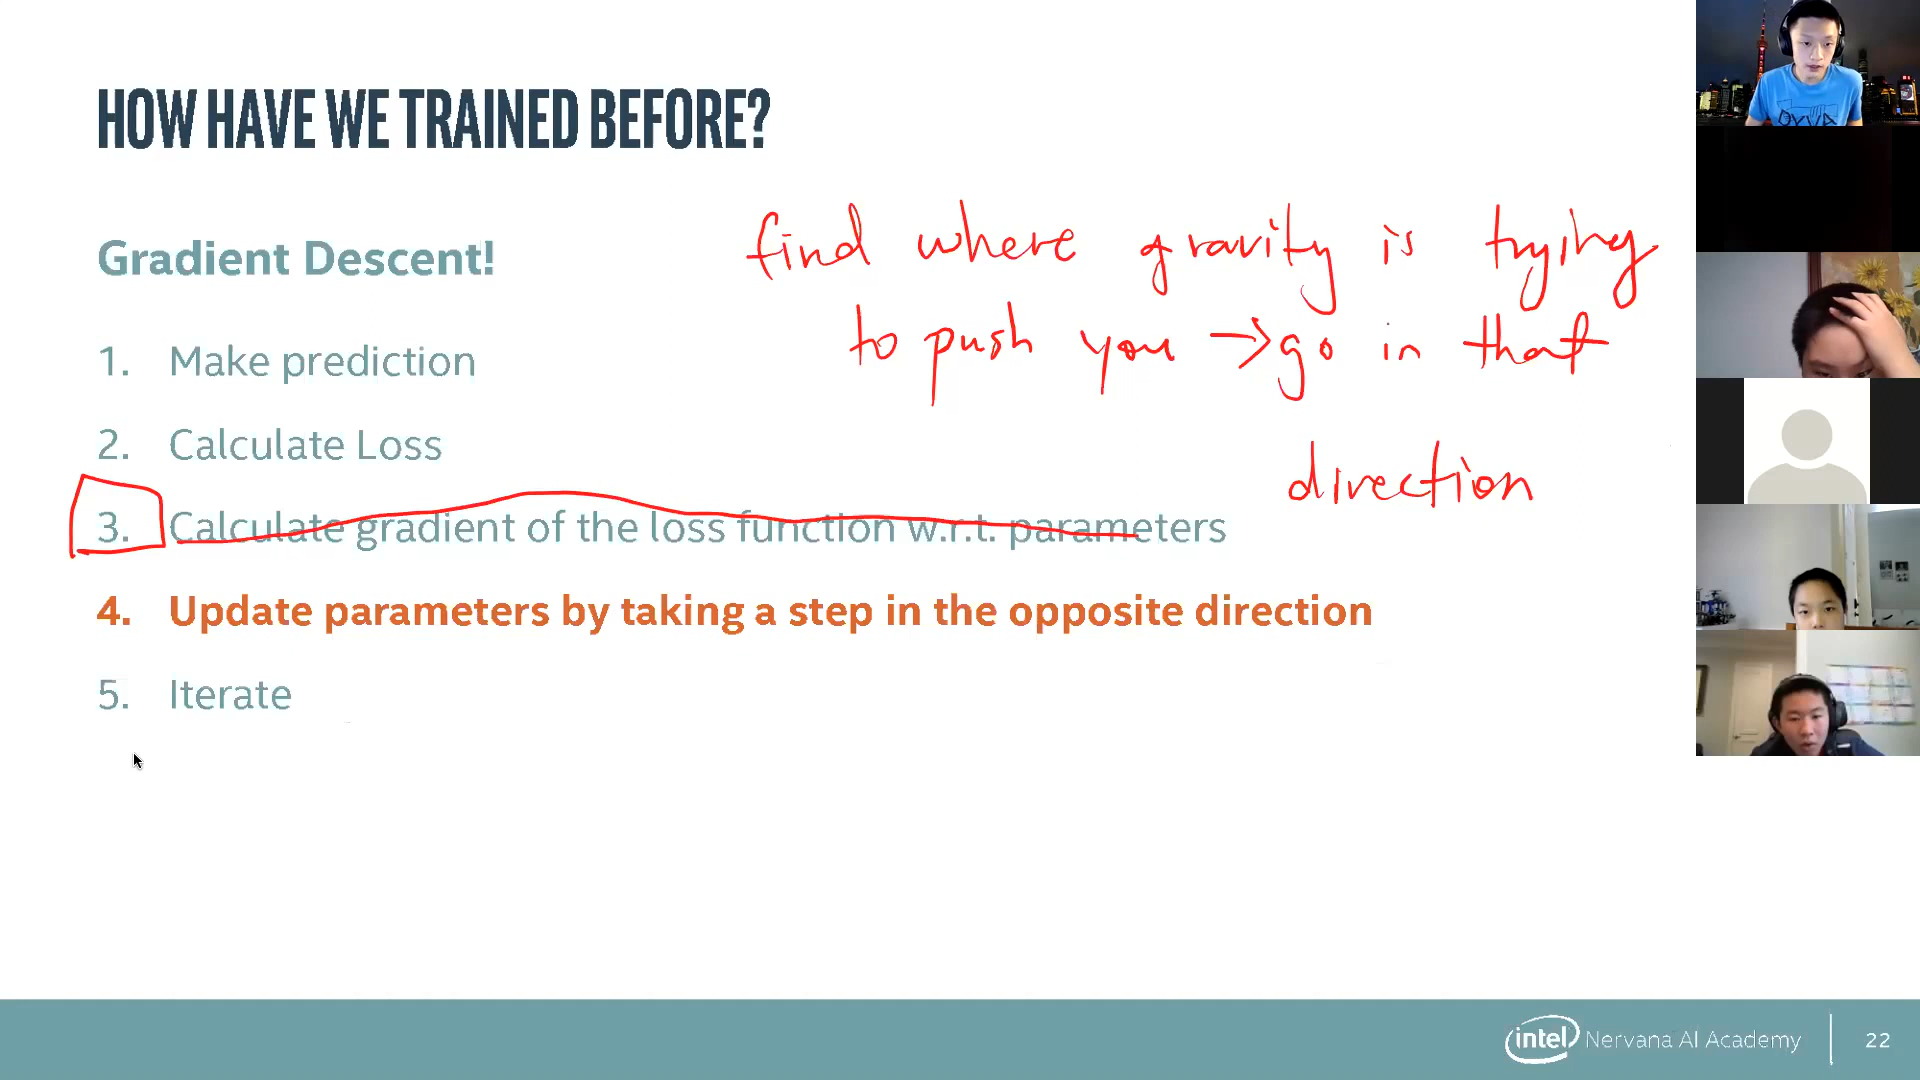 HOW HAVE WE TRAINED BEFORE?
Gradient Descent!
1. Make prediction
2. Calculate Loss
3. Calculate gradient of the loss function w.r.t. parameters
4. Update parameters by taking a step in the opposite direction
5. Iterate
find where gravity is trying
to push you → go in that
direction
intel Nervana AI Academy 22